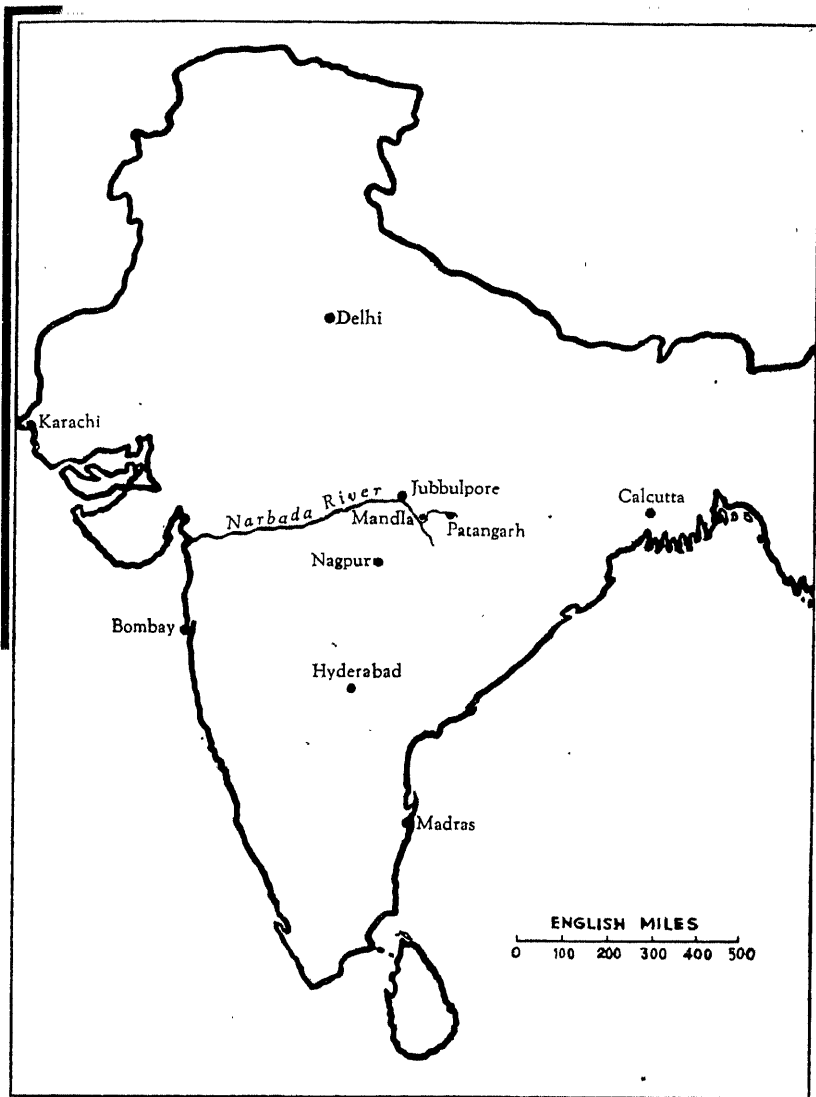 Delhi
Karachi
Jubbulpore
Narbada River
Calcutta
Mandla
Patangarh
Nagpur
Bombay
Hyderabad
Madras
ENGLISH MILES
0 100 200 300 400 500